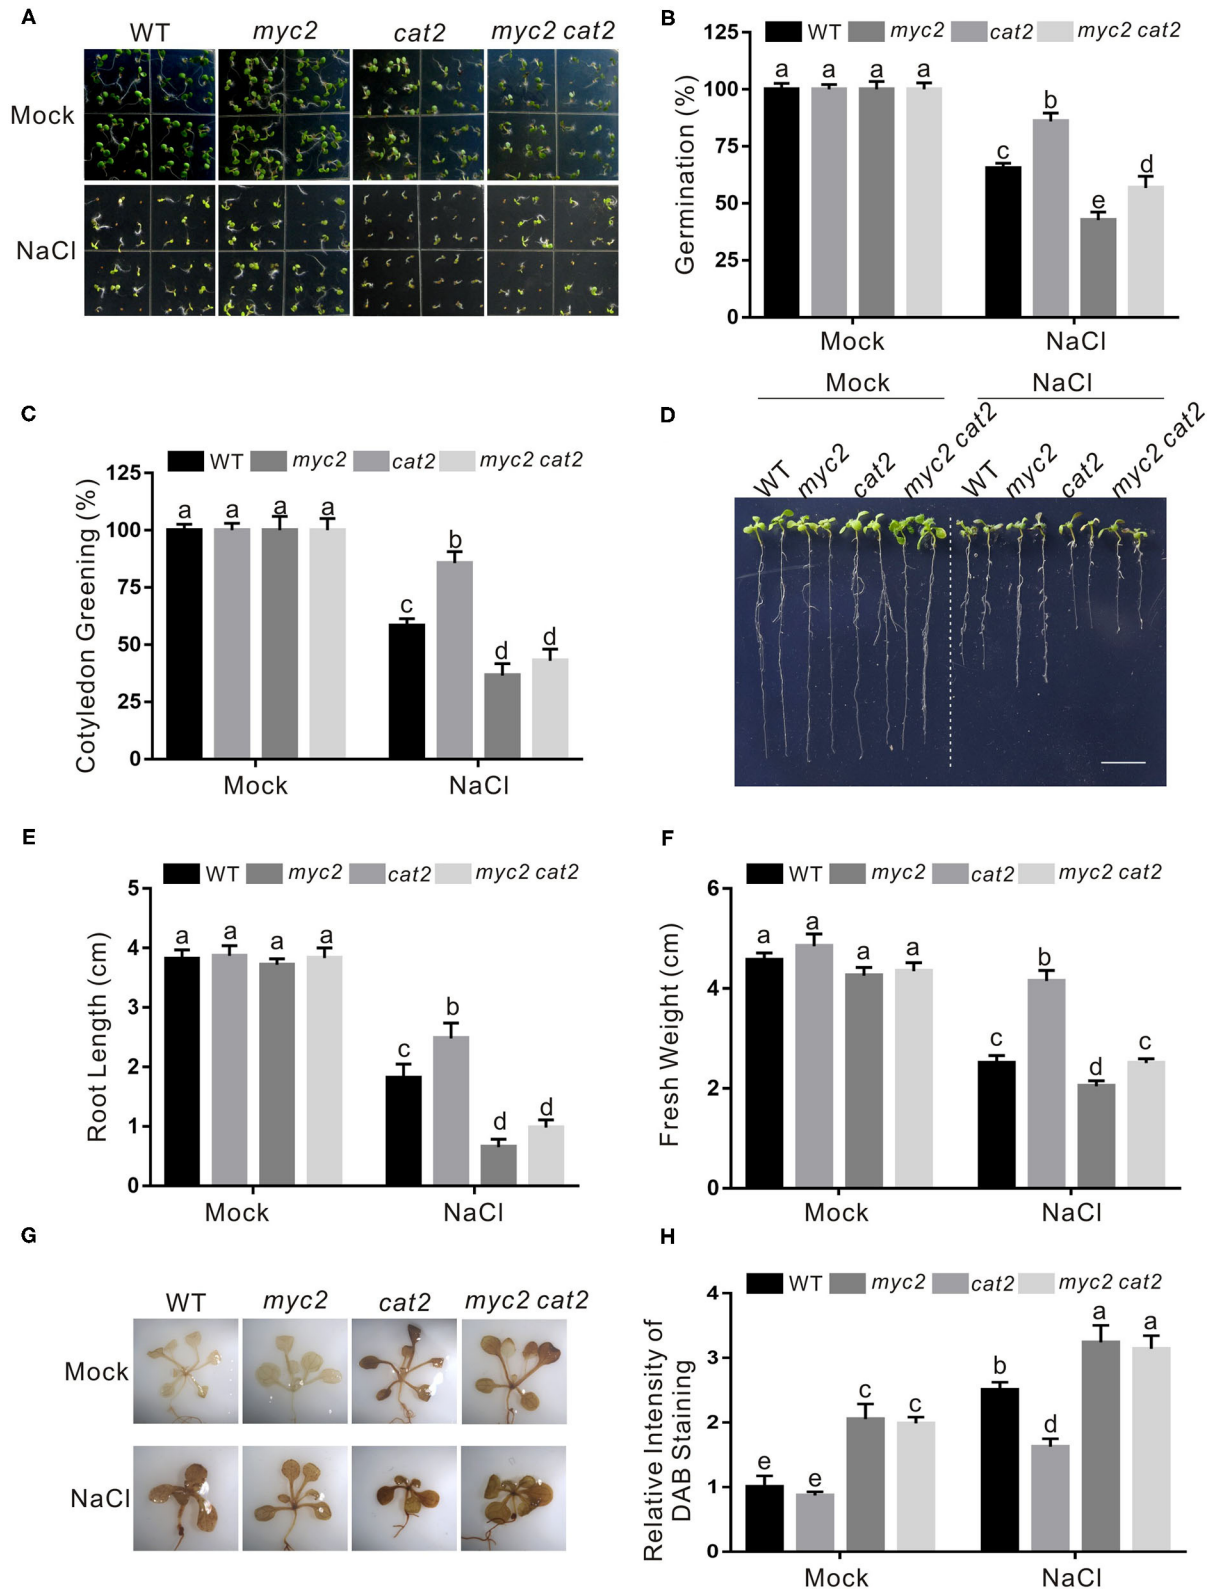 A
WT myc2 cat2 myc2 cat2
Mock
NaCl
B
WT myc2 cat2 myc2 cat2
Germination (%)
125
100
75
50
25
0
a a a a
c b e d
Mock NaCl
C
WT myc2 cat2 myc2 cat2
Cotyledon Greening (%)
125
100
75
50
25
0
a a a a
c b d d
Mock NaCl
D
Mock NaCl
WT myc2 cat2 myc2 cat2 WT myc2 cat2 myc2 cat2
E
WT myc2 cat2 myc2 cat2
Root Length (cm)
5
4
3
2
1
0
a a a a
c b d d
Mock NaCl
F
WT myc2 cat2 myc2 cat2
Fresh Weight (cm)
6
4
2
0
a a a a
c b d c
Mock NaCl
G
WT myc2 cat2 myc2 cat2
Mock
NaCl
H
WT myc2 cat2 myc2 cat2
Relative Intensity of
DAB Staining
4
3
2
1
0
e e c c
b d a a
Mock NaCl